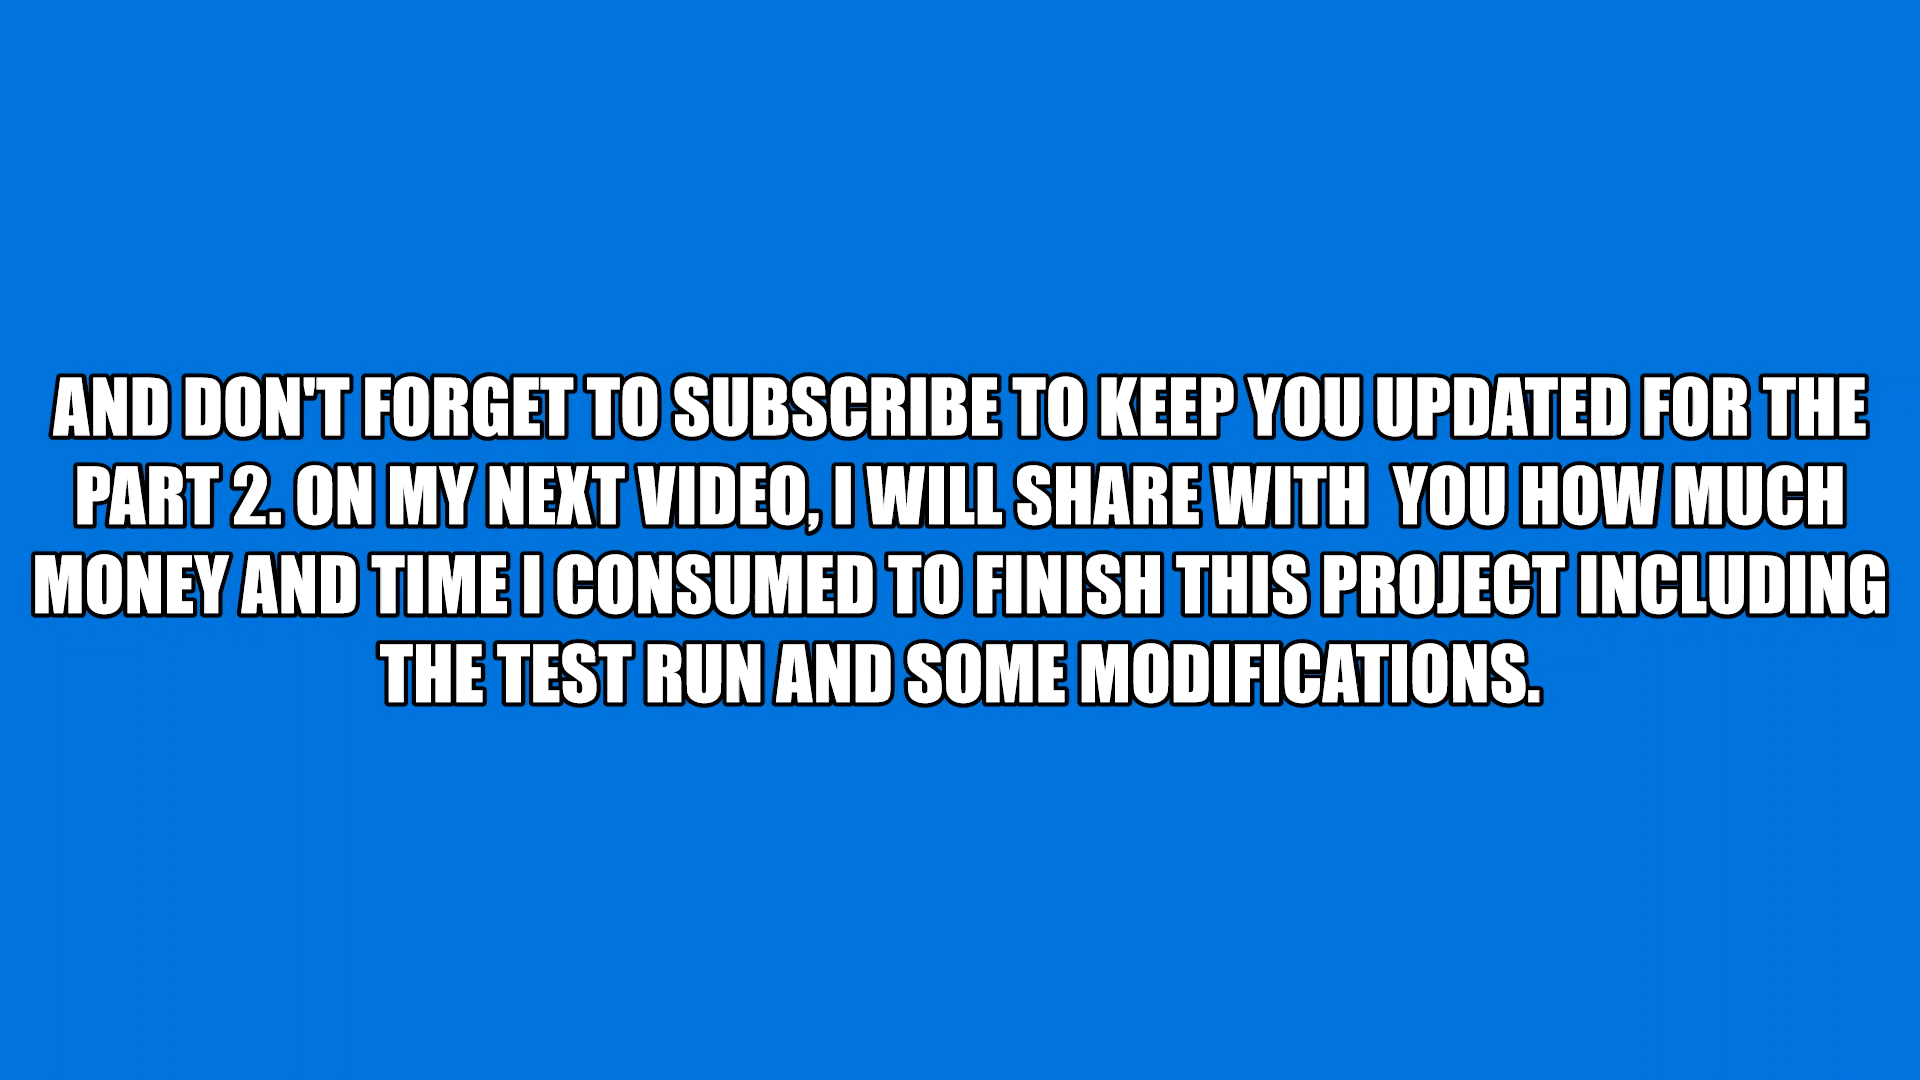 AND DON'T FORGET TO SUBSCRIBE TO KEEP YOU UPDATED FOR THE
PART 2. ON MY NEXT VIDEO, I WILL SHARE WITH  YOU HOW MUCH
MONEY AND TIME I CONSUMED TO FINISH THIS PROJECT INCLUDING
THE TEST RUN AND SOME MODIFICATIONS.